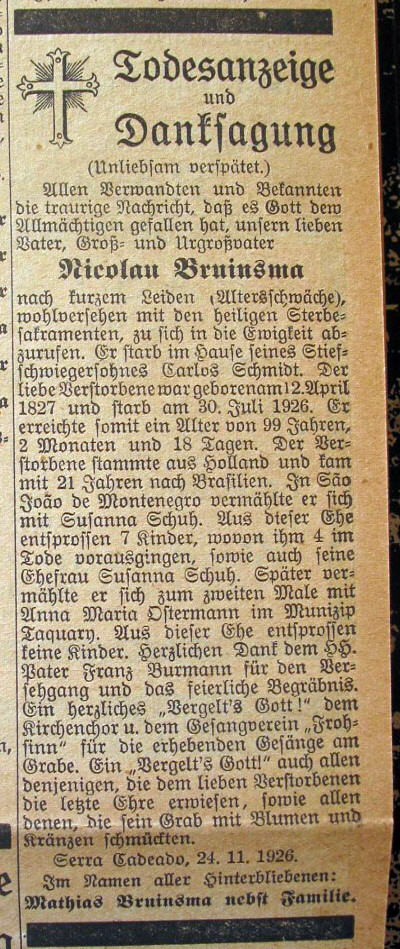 Todesanzeige
und
Danksagung
(Unliebsam verspätet.)
Allen Verwandten und Bekannten
die traurige Nachricht, daß es Gott dem
Allmächtigen gefallen hat, unsern lieben
Vater, Groß- und Urgroßvater
Nicolau Bruinsma
nach kurzem Leiden (Altersschwäche),
wohlversehen mit den heiligen Sterbe-
sakramenten, zu sich in die Ewigkeit ab-
zurufen. Er starb im Hause seines Stief-
schwiegersohnes Carlos Schmidt. Der
liebe Verstorbene war geboren am 12. April
1827 und starb am 30. Juli 1926. Er
erreichte somit ein Alter von 99 Jahren,
2 Monaten und 18 Tagen. Der Ver-
storbene stammte aus Holland und kam
mit 21 Jahren nach Brasilien. In São
João de Montenegro vermählte er sich
mit Susanna Schuh. Aus dieser Ehe
entsprossen 7 Kinder, wovon ihm 4 im
Tode vorausgingen, sowie auch seine
Ehefrau Susanna Schuh. Später ver-
mählte er sich zum zweiten Male mit
Anna Maria Ostermann im Munizip
Taquary. Aus dieser Ehe entsprossen
keine Kinder. Herzlichen Dank dem HH.
Pater Franz Burmann für den Ver-
sehgang und das feierliche Begräbnis.
Ein herzliches „Vergelt's Gott!" dem
Kirchenchor u. dem Gesangverein „Froh-
sinn" für die erhebenden Gesänge am
Grabe. Ein „Vergelt's Gott!" auch allen
denjenigen, die dem lieben Verstorbenen
die letzte Ehre erwiesen, sowie allen
denen, die sein Grab mit Blumen und
Kränzen schmückten.
Serra Cadeado, 24. 11. 1926.
Im Namen aller Hinterbliebenen:
Mathias Bruinsma nebst Familie.